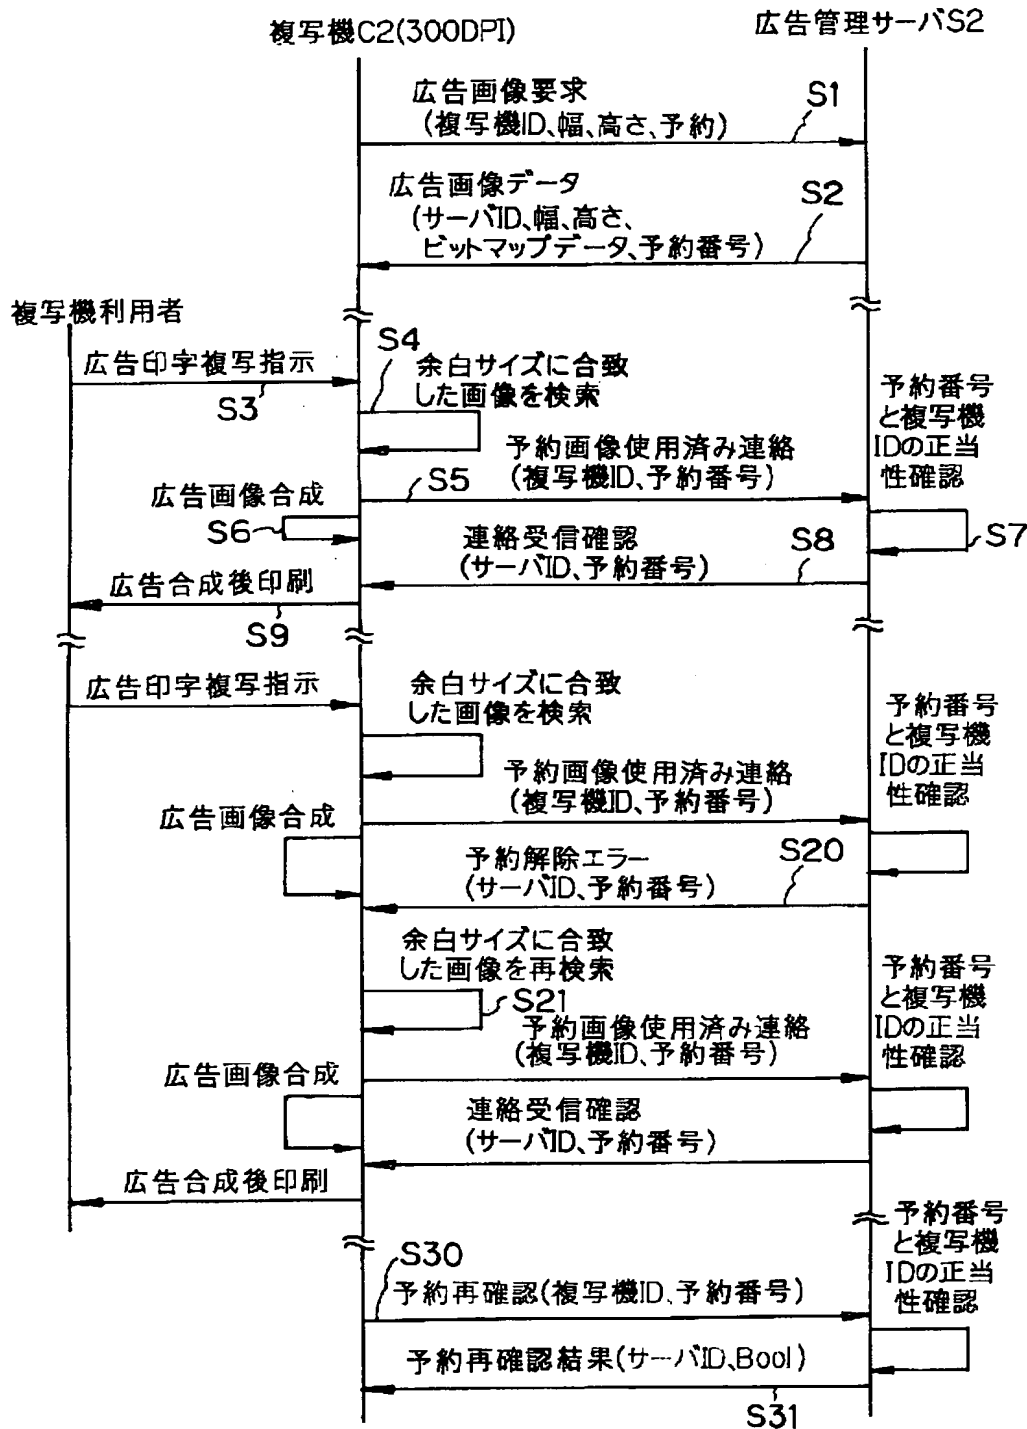 複写機C2(300DPI)
広告管理サーバS2
広告画像要求
(複写機ID、幅、高さ、予約)
S1
広告画像データ
(サーバID、幅、高さ、
ビットマップデータ、予約番号)
S2
複写機利用者
広告印字複写指示
S3
S4
余白サイズに合致
した画像を検索
予約番号
と複写機
IDの正当
性確認
予約画像使用済み連絡
(複写機ID、予約番号)
S5
広告画像合成
S6
S7
連絡受信確認
(サーバID、予約番号)
S8
広告合成後印刷
S9
広告印字複写指示
余白サイズに合致
した画像を検索
予約番号
と複写機
IDの正当
性確認
予約画像使用済み連絡
(複写機ID、予約番号)
広告画像合成
予約解除エラー
(サーバID、予約番号)
S20
余白サイズに合致
した画像を再検索
S21
予約番号
と複写機
IDの正当
性確認
予約画像使用済み連絡
(複写機ID、予約番号)
広告画像合成
連絡受信確認
(サーバID、予約番号)
広告合成後印刷
予約番号
と複写機
IDの正当
性確認
S30
予約再確認(複写機ID、予約番号)
予約再確認結果(サーバID、Bool)
S31